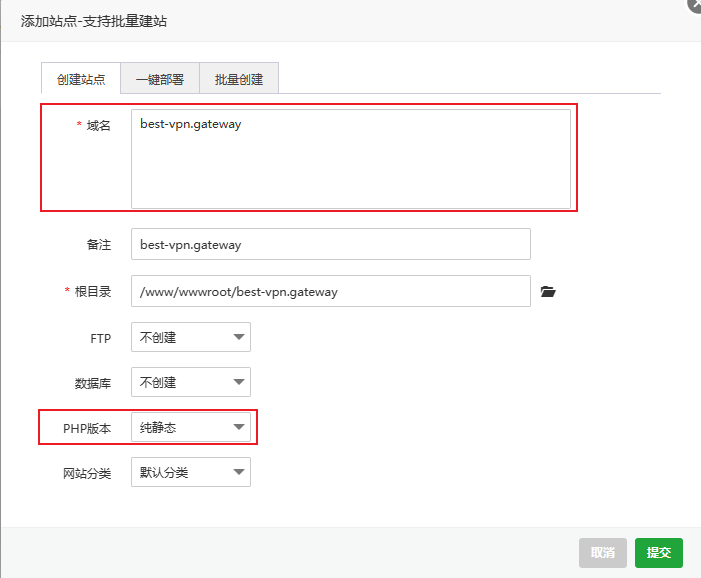 添加站点-支持批量建站
创建站点 一键部署 批量创建
* 域名 best-vpn.gateway
备注 best-vpn.gateway
* 根目录 /www/wwwroot/best-vpn.gateway
FTP 不创建
数据库 不创建
PHP版本 纯静态
网站分类 默认分类
取消 提交